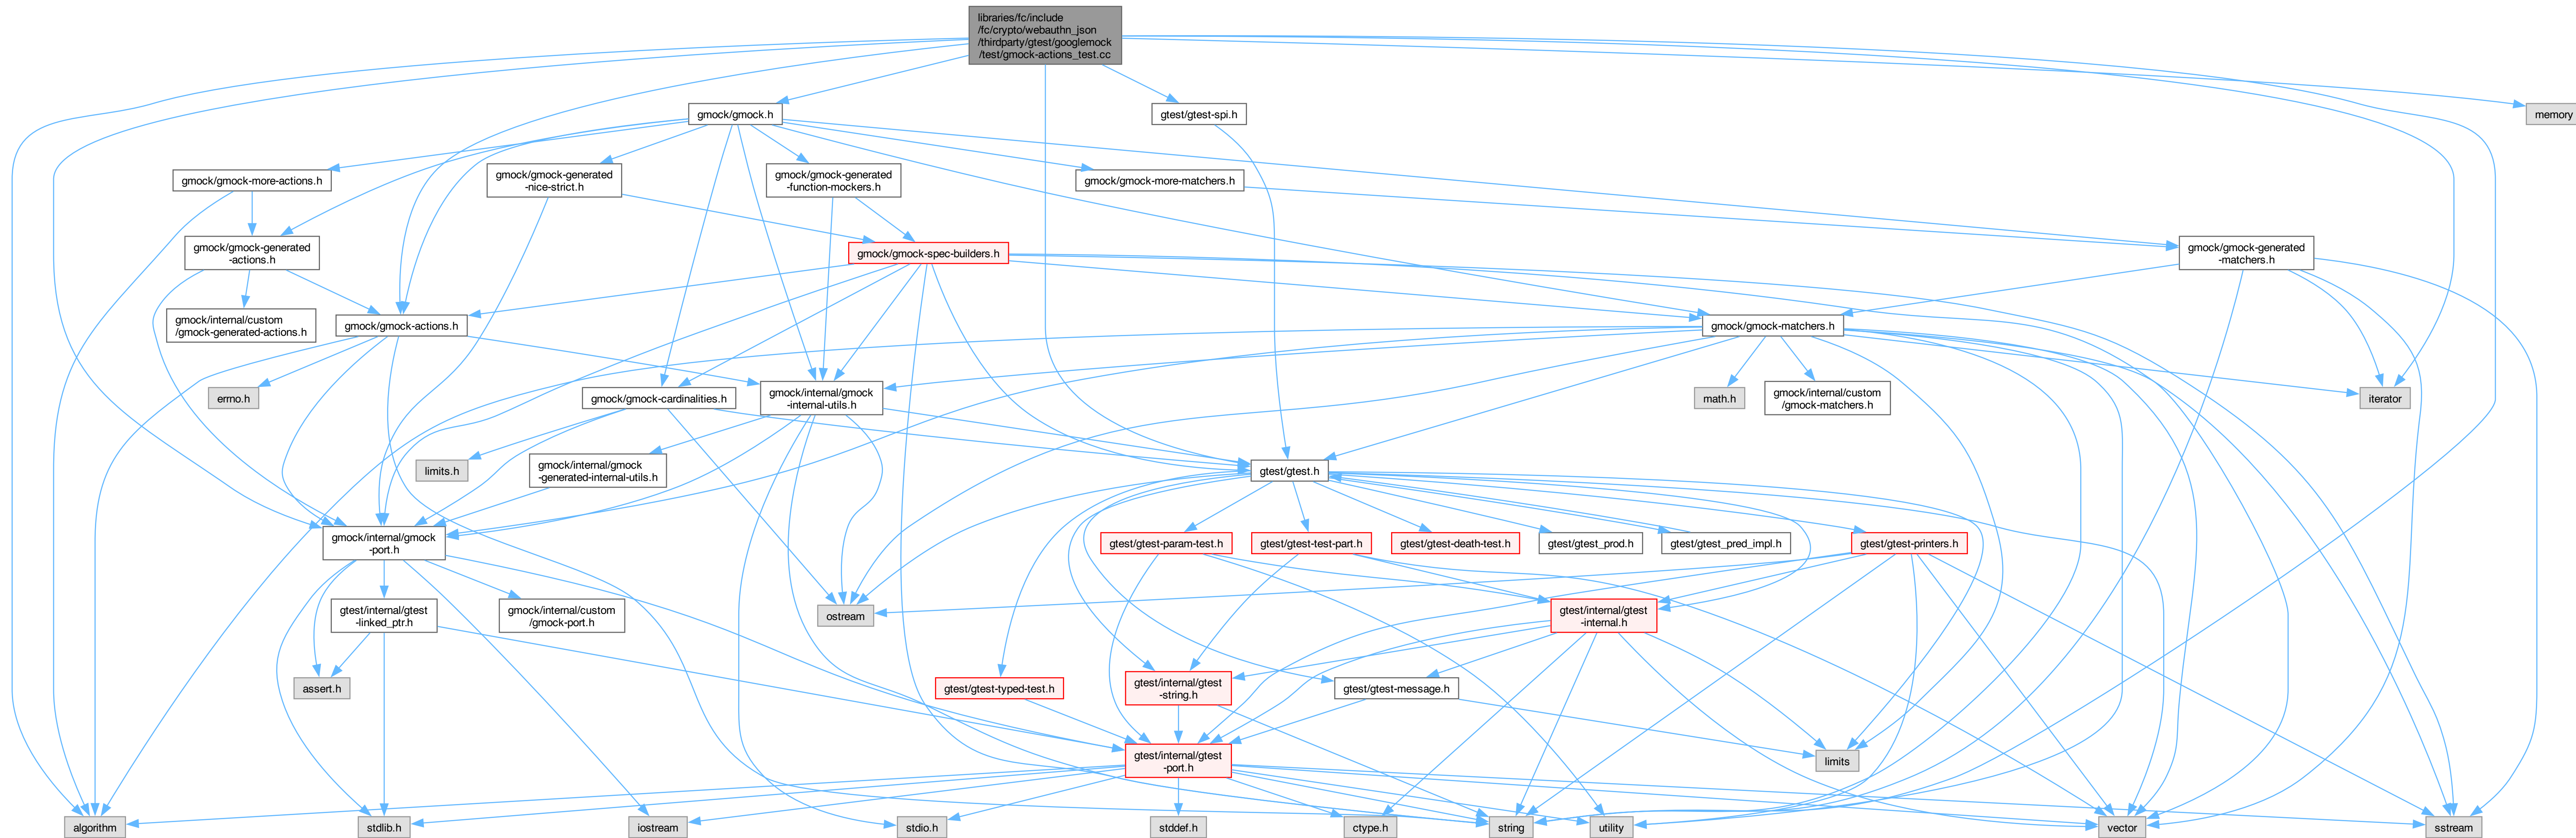 libraries/fc/include
/fc/crypto/webauthn_json
/thirdparty/gtest/googlemock
/test/gmock-actions_test.cc
gmock/gmock.h
gtest/gtest-spi.h
memory
gmock/gmock-more-actions.h
gmock/gmock-generated
-nice-strict.h
gmock/gmock-generated
-function-mockers.h
gmock/gmock-more-matchers.h
gmock/gmock-generated
-actions.h
gmock/gmock-spec-builders.h
gmock/gmock-generated
-matchers.h
gmock/internal/custom
/gmock-generated-actions.h
gmock/gmock-actions.h
gmock/gmock-matchers.h
errno.h
gmock/gmock-cardinalities.h
gmock/internal/gmock
-internal-utils.h
math.h
gmock/internal/custom
/gmock-matchers.h
iterator
limits.h
gmock/internal/gmock
-generated-internal-utils.h
gtest/gtest.h
gmock/internal/gmock
-port.h
gtest/gtest-param-test.h
gtest/gtest-test-part.h
gtest/gtest-death-test.h
gtest/gtest_prod.h
gtest/gtest_pred_impl.h
gtest/gtest-printers.h
gtest/internal/gtest
-linked_ptr.h
gmock/internal/custom
/gmock-port.h
ostream
gtest/internal/gtest
-internal.h
assert.h
gtest/gtest-typed-test.h
gtest/internal/gtest
-string.h
gtest/gtest-message.h
gtest/internal/gtest
-port.h
limits
algorithm
stdlib.h
iostream
stdio.h
stddef.h
ctype.h
string
utility
vector
sstream